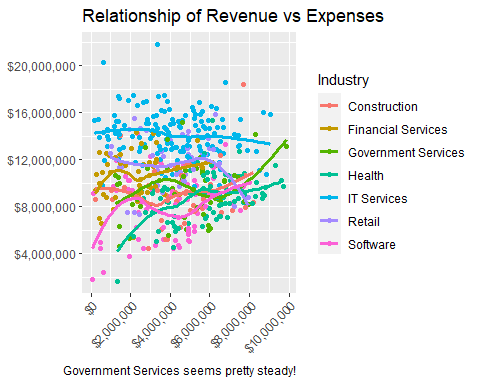 Relationship of Revenue vs Expenses
$20,000,000
$16,000,000
$12,000,000
$8,000,000
$4,000,000
$0
$2,000,000
$4,000,000
$6,000,000
$8,000,000
$10,000,000
Industry
Construction
Financial Services
Government Services
Health
IT Services
Retail
Software
Government Services seems pretty steady!